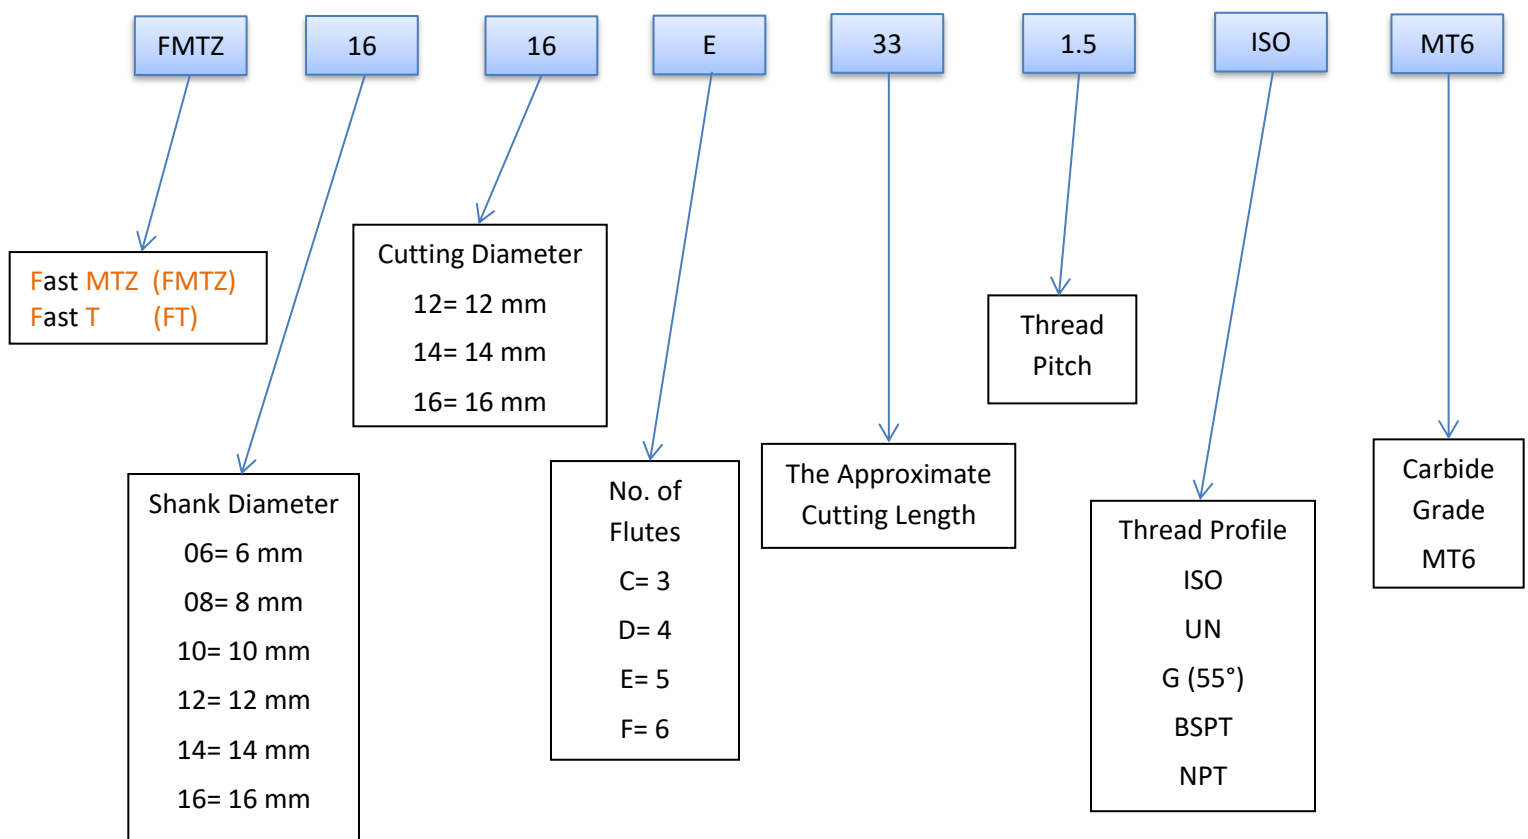 FMTZ
16
16
E
33
1.5
ISO
MT6
Fast MTZ (FMTZ)
Fast T (FT)
Shank Diameter
06= 6 mm
08= 8 mm
10= 10 mm
12= 12 mm
14= 14 mm
16= 16 mm
Cutting Diameter
12= 12 mm
14= 14 mm
16= 16 mm
No. of
Flutes
C= 3
D= 4
E= 5
F= 6
The Approximate
Cutting Length
Thread
Pitch
Thread Profile
ISO
UN
G (55°)
BSPT
NPT
Carbide
Grade
MT6